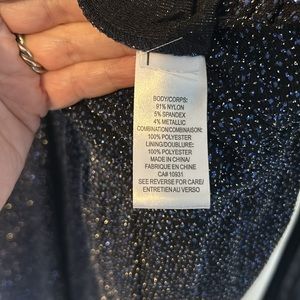 BODY/CORPS:
91% NYLON
5% SPANDEX
4% METALLIC
COMBINATION/COMBINAISON:
100% POLYESTER
LINING/DOUBLURE:
100% POLYESTER
MADE IN CHINA/
FABRIQUE EN CHINE
CA# 10931
SEE REVERSE FOR CARE/
ENTRETIEN AU VERSO